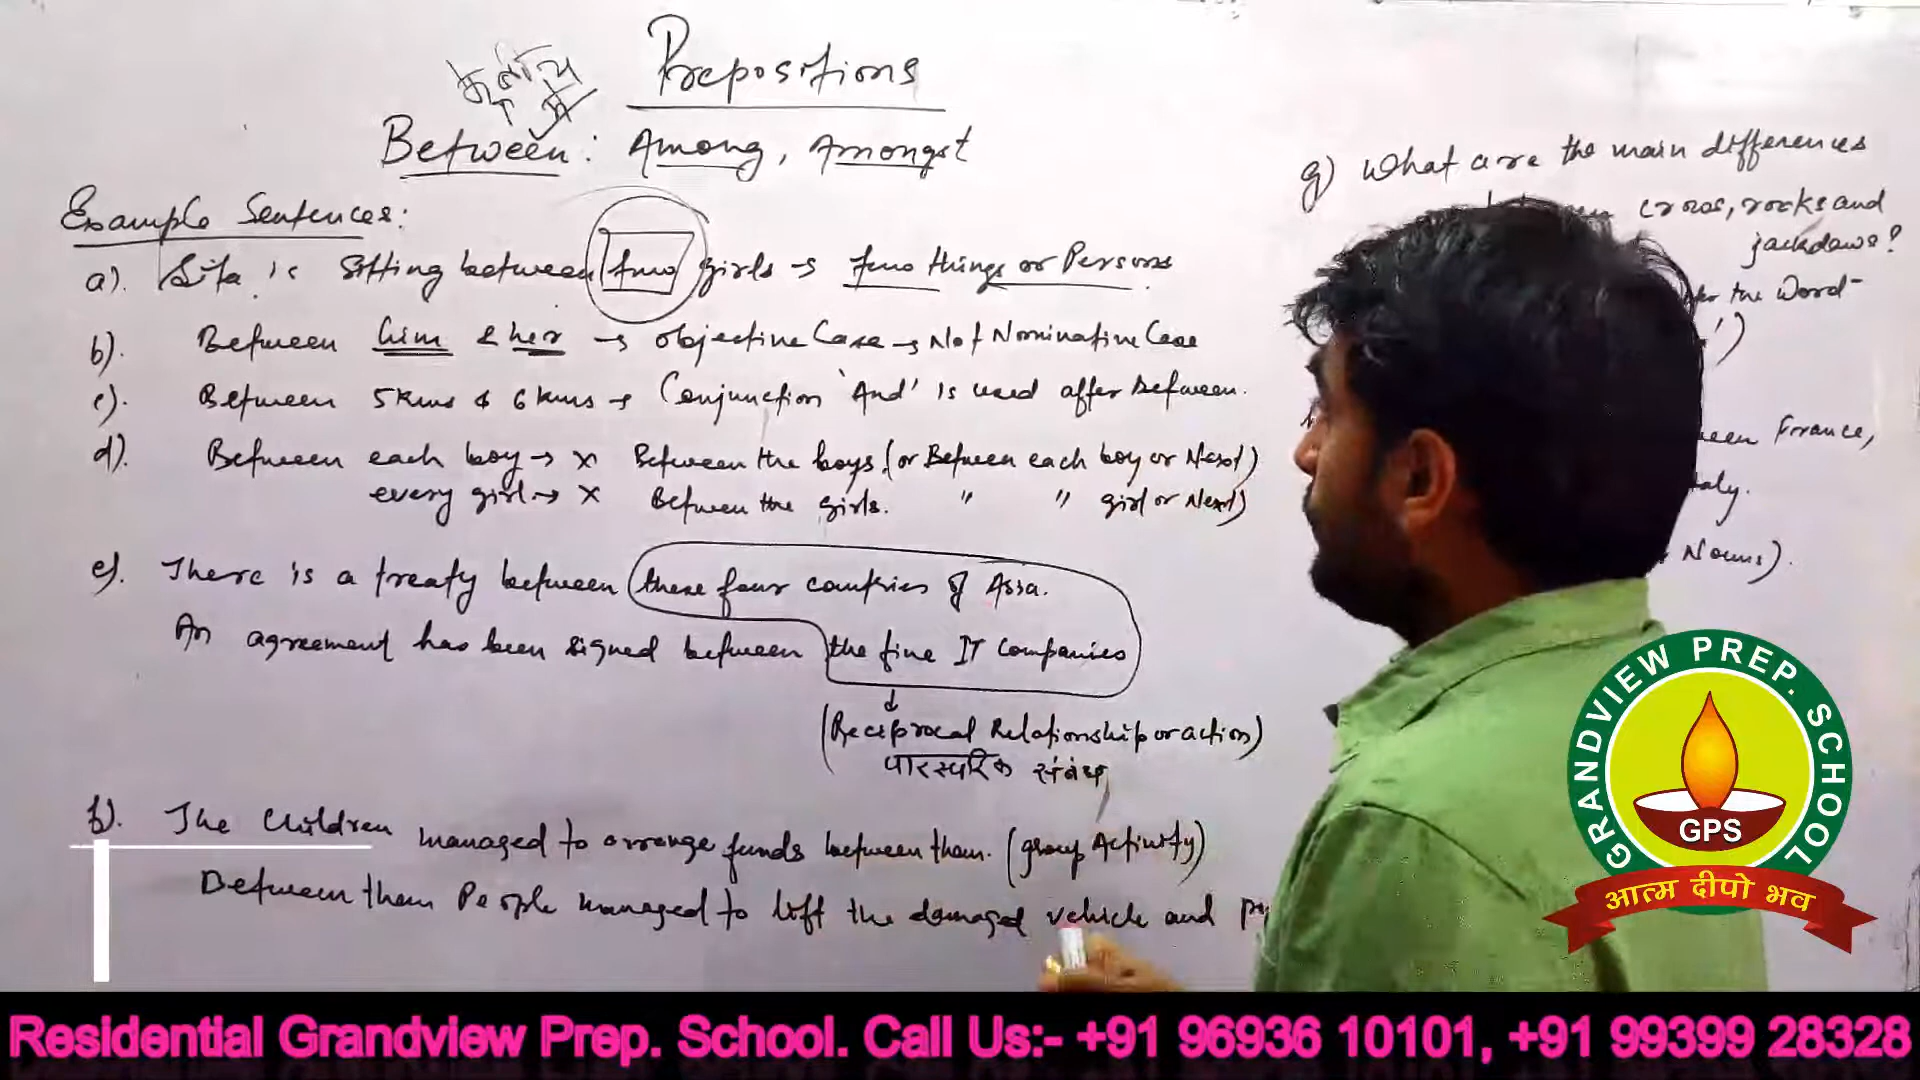 Prepositions
Between: Among, Amongst
Example Sentences:
a). Sita is sitting between two girls → two things or Persons
b). Between him & her → objective Case → Not Nominative Case
c). Between 5 kms & 6 kms → Conjunction 'And' is used after Between.
d). Between each boy → × Between the boys. (or Between each boy or Next)
every girl → × Between the girls. " " girl or Next)
e). There is a treaty between these four countries of Asia.
An agreement has been signed between the five IT Companies
(Reciprocal Relationship or action)
पारस्परिक संबंध
f). The Children managed to arrange funds between them. (group Activity)
Between them People managed to lift the damaged vehicle and
g) What are the main differences
crows, rooks and
jackdaws?
the word-
')
France,
Nouns).
GRANDVIEW PREP. SCHOOL
GPS
आत्म दीपो भव
Residential Grandview Prep. School. Call Us:- +91 96936 10101, +91 99399 28328